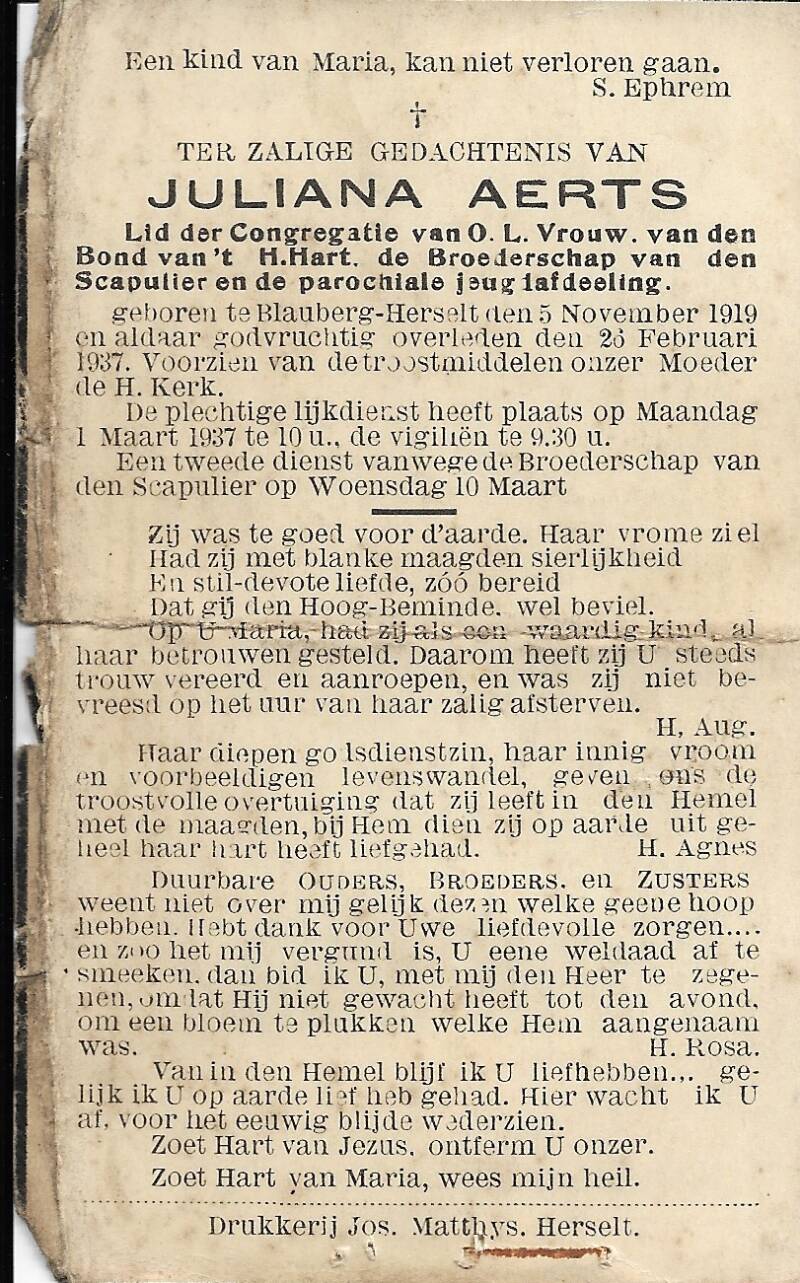 Een kind van Maria, kan niet verloren gaan.
S. Ephrem
†
TER ZALIGE GEDACHTENIS VAN
JULIANA AERTS
Lid der Congregatie van O. L. Vrouw. van den
Bond van 't H.Hart. de Broederschap van den
Scapulier en de parochiale jeugdafdeeling.
geboren te Blauberg-Herselt den 5 November 1919
en aldaar godvruchtig overleden den 26 Februari
1937. Voorzien van de troostmiddelen onzer Moeder
de H. Kerk.
De plechtige lijkdienst heeft plaats op Maandag
1 Maart 1937 te 10 u., de vigiliën te 9.30 u.
Een tweede dienst vanwege de Broederschap van
den Scapulier op Woensdag 10 Maart
Zij was te goed voor d'aarde. Haar vrome ziel
Had zij met blanke maagden sierlijkheid
En stil-devote liefde, zóó bereid
Dat gij den Hoog-Beminde. wel beviel.
Op U Maria, had zij als een waardig kind, al
haar betrouwen gesteld. Daarom heeft zij U steeds
trouw vereerd en aanroepen, en was zij niet be-
vreesd op het uur van haar zalig afsterven.
H, Aug.
Haar diepen godsdienstzin, haar innig vroom
en voorbeeldigen levenswandel, geven ons de
troostvolle overtuiging dat zij leeft in den Hemel
met de maagden, bij Hem dien zij op aarde uit ge-
heel haar hart heeft liefgehad. H. Agnes
Duurbare OUDERS, BROEDERS. en ZUSTERS
weent niet over mij gelijk dezen welke geene hoop
hebben. Hebt dank voor Uwe liefdevolle zorgen....
en zoo het mij vergund is, U eene weldaad af te
smeeken. dan bid ik U, met mij den Heer te zege-
nen, omdat Hij niet gewacht heeft tot den avond,
om een bloem te plukken welke Hem aangenaam
was. H. Rosa.
Van in den Hemel blijf ik U liefhebben... ge-
lijk ik U op aarde lief heb gehad. Hier wacht ik U
af, voor het eeuwig blijde wederzien.
Zoet Hart van Jezus. ontferm U onzer.
Zoet Hart van Maria, wees mijn heil.
Drukkerij Jos. Matthys. Herselt.